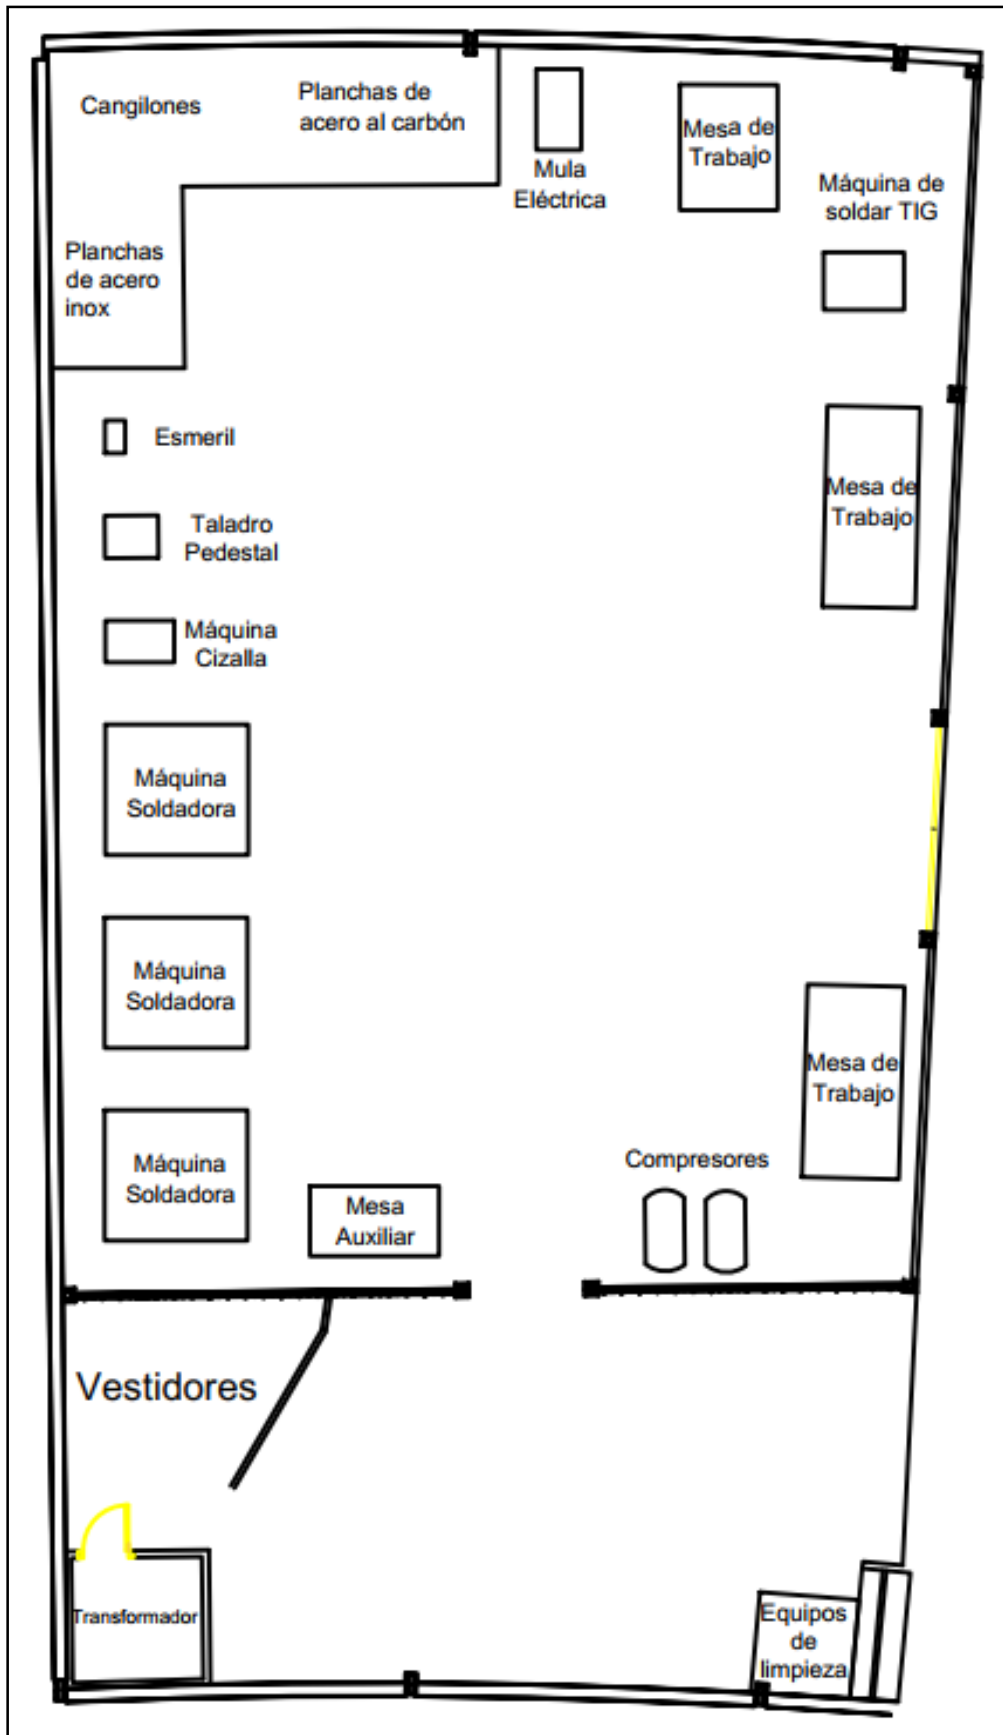 Cangilones
Planchas de
acero al carbón
Mula
Eléctrica
Mesa de
Trabajo
Máquina de
soldar TIG
Planchas
de acero
inox
Esmeril
Taladro
Pedestal
Mesa de
Trabajo
Máquina
Cizalla
Máquina
Soldadora
Máquina
Soldadora
Mesa de
Trabajo
Máquina
Soldadora
Mesa
Auxiliar
Compresores
Vestidores
Transformador
Equipos
de
limpieza